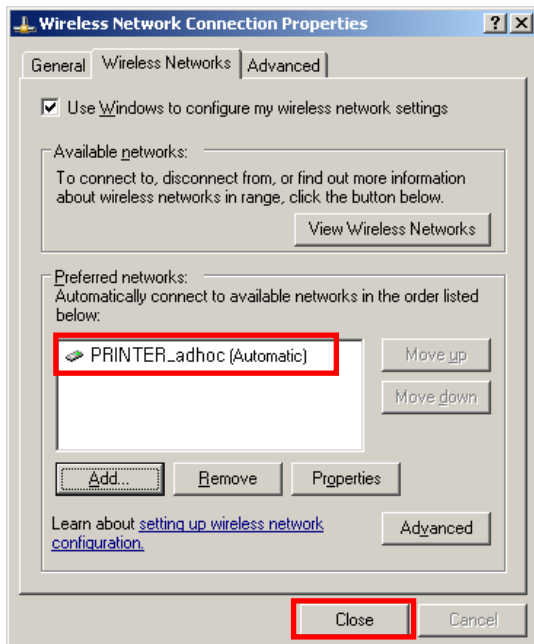 Wireless Network Connection Properties
General Wireless Networks Advanced
Use Windows to configure my wireless network settings
Available networks:
To connect to, disconnect from, or find out more information
about wireless networks in range, click the button below.
View Wireless Networks
Preferred networks:
Automatically connect to available networks in the order listed
below:
PRINTER_adhoc (Automatic)
Move up
Move down
Add... Remove Properties
Learn about setting up wireless network
configuration.
Advanced
Close Cancel